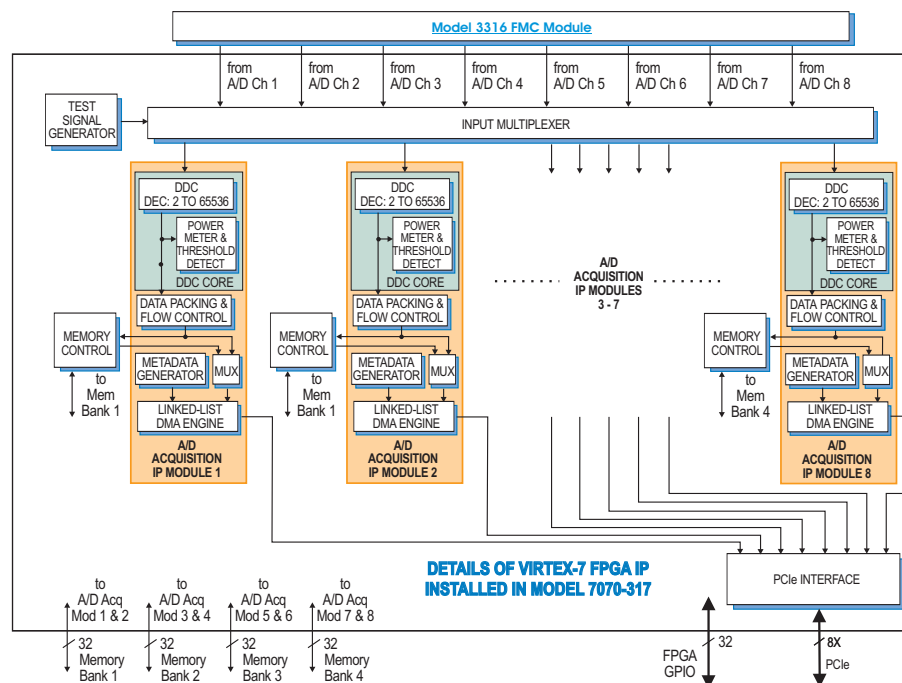 Model 3316 FMC Module
from
A/D Ch 1
from
A/D Ch 2
from
A/D Ch 3
from
A/D Ch 4
from
A/D Ch 5
from
A/D Ch 6
from
A/D Ch 7
from
A/D Ch 8
TEST
SIGNAL
GENERATOR
INPUT MULTIPLEXER
DDC
DEC: 2 TO 65536
POWER
METER &
THRESHOLD
DETECT
DDC CORE
DATA PACKING &
FLOW CONTROL
MEMORY
CONTROL
to
Mem
Bank 1
METADATA
GENERATOR
MUX
LINKED-LIST
DMA ENGINE
A/D
ACQUISITION
IP MODULE 1
DDC
DEC: 2 TO 65536
POWER
METER &
THRESHOLD
DETECT
DDC CORE
DATA PACKING &
FLOW CONTROL
MEMORY
CONTROL
to
Mem
Bank 1
METADATA
GENERATOR
MUX
LINKED-LIST
DMA ENGINE
A/D
ACQUISITION
IP MODULE 2
A/D
ACQUISITION
IP MODULES
3 - 7
DDC
DEC: 2 TO 65536
POWER
METER &
THRESHOLD
DETECT
DDC CORE
DATA PACKING &
FLOW CONTROL
MEMORY
CONTROL
to
Mem
Bank 4
METADATA
GENERATOR
MUX
LINKED-LIST
DMA ENGINE
A/D
ACQUISITION
IP MODULE 8
DETAILS OF VIRTEX-7 FPGA IP
INSTALLED IN MODEL 7070-317
PCIe INTERFACE
to
A/D Acq
Mod 1 & 2
to
A/D Acq
Mod 3 & 4
to
A/D Acq
Mod 5 & 6
to
A/D Acq
Mod 7 & 8
32
Memory
Bank 1
32
Memory
Bank 2
32
Memory
Bank 3
32
Memory
Bank 4
32
FPGA
GPIO
8X
PCIe